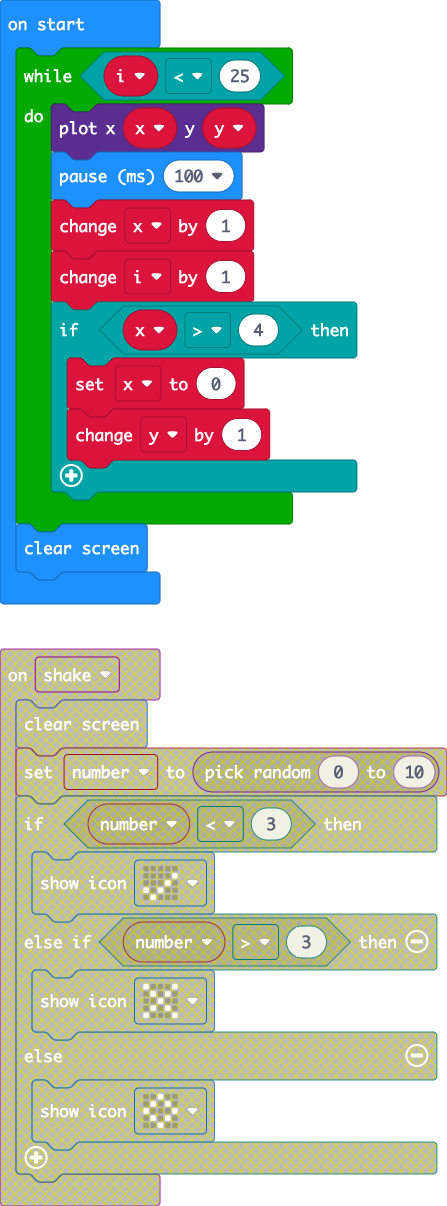 on start
while i < 25
do
plot x x y y
pause (ms) 100
change x by 1
change i by 1
if x > 4 then
set x to 0
change y by 1
clear screen
on shake
clear screen
set number to pick random 0 to 10
if number < 3 then
show icon
else if number > 3 then
show icon
else
show icon